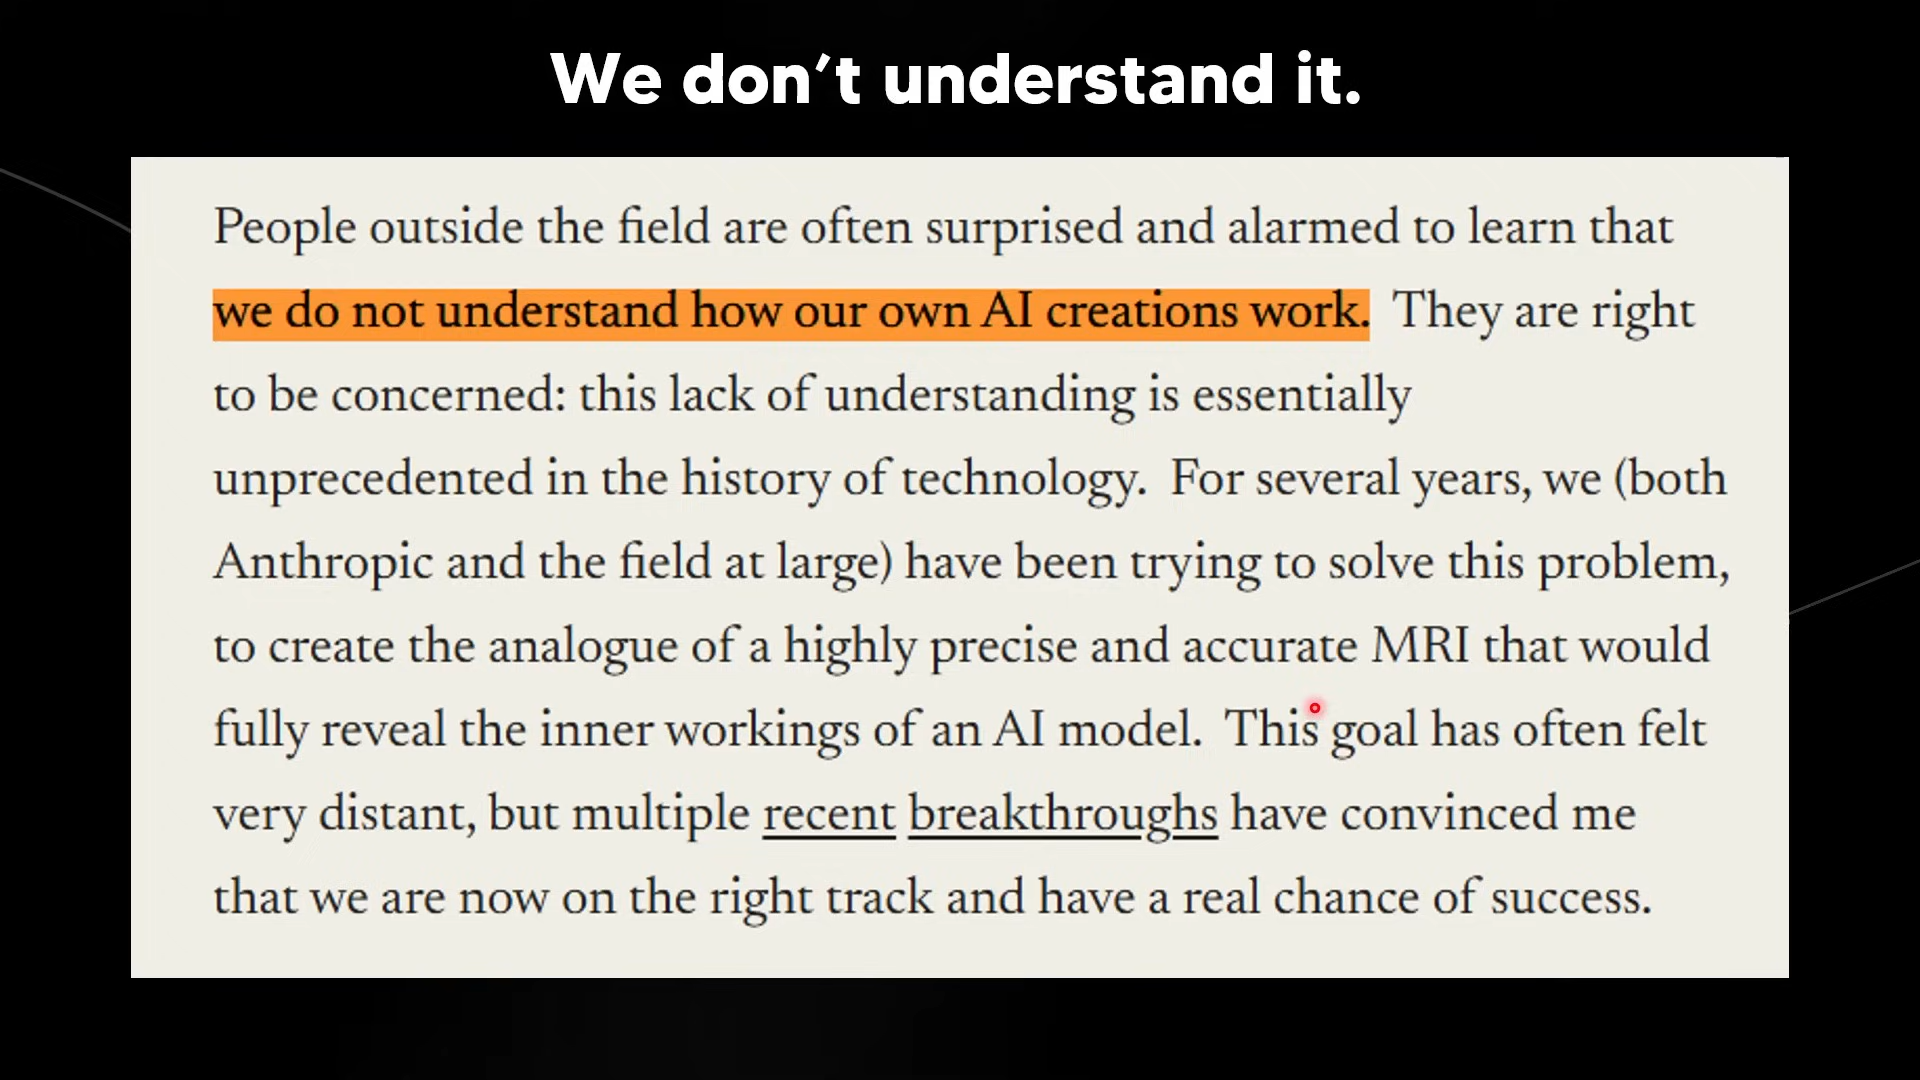 We don’t understand it.
People outside the field are often surprised and alarmed to learn that
we do not understand how our own AI creations work.  They are right
to be concerned: this lack of understanding is essentially
unprecedented in the history of technology.  For several years, we (both
Anthropic and the field at large) have been trying to solve this problem,
to create the analogue of a highly precise and accurate MRI that would
fully reveal the inner workings of an AI model.  This goal has often felt
very distant, but multiple recent breakthroughs have convinced me
that we are now on the right track and have a real chance of success.